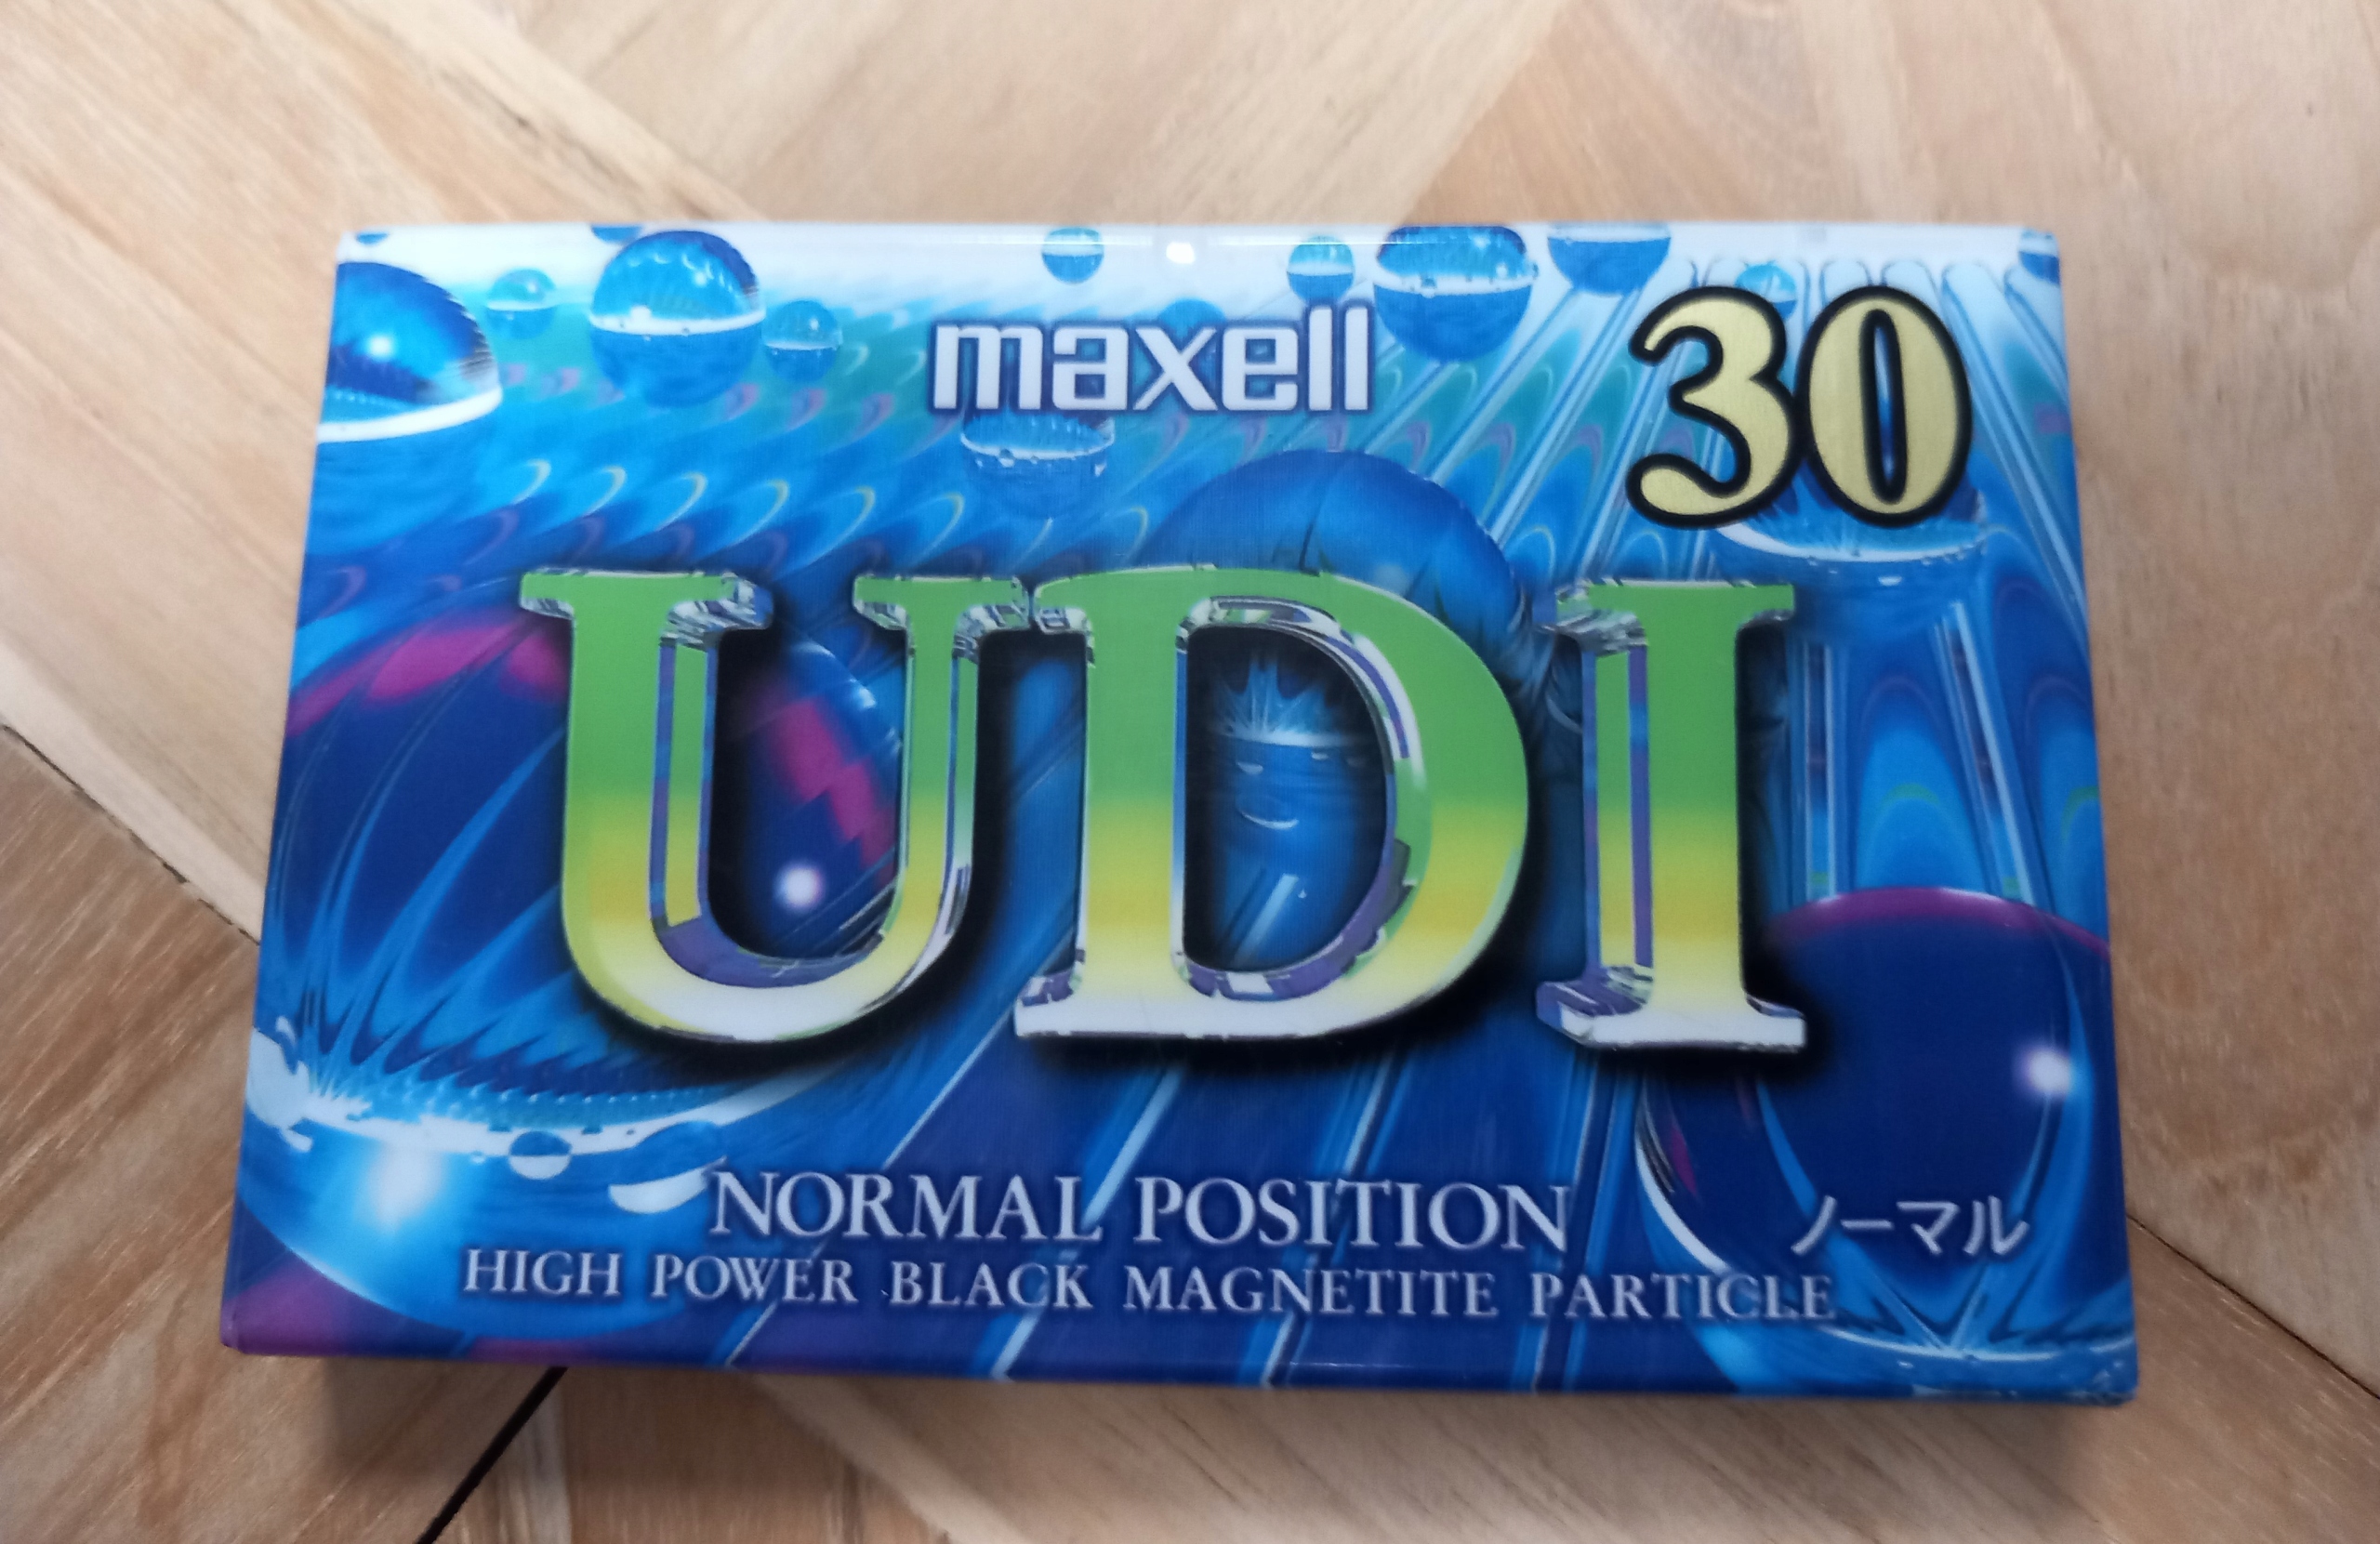 maxell
30
UDI
NORMAL POSITION
ノーマル
HIGH POWER BLACK MAGNETITE PARTICLE